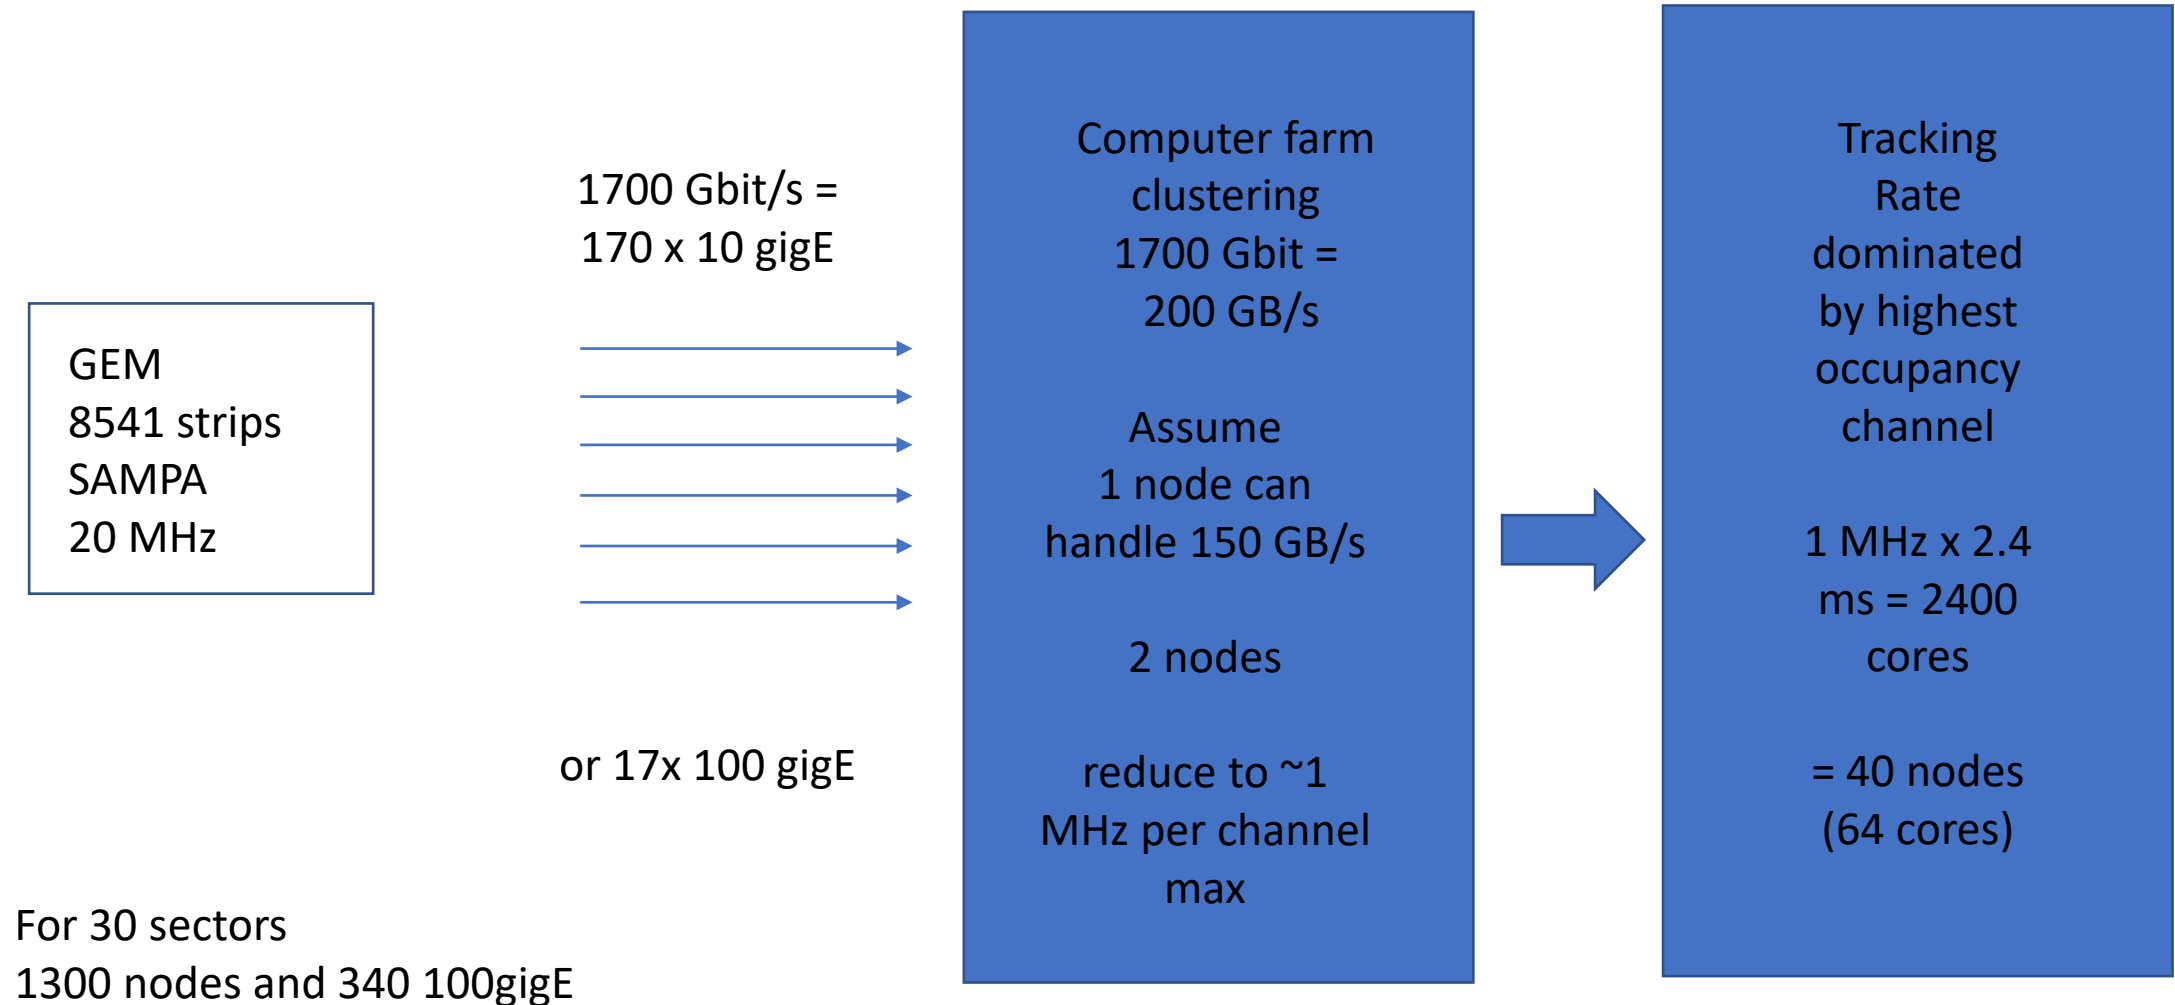 GEM
8541 strips
SAMPA
20 MHz
1700 Gbit/s =
170 x 10 gigE
or 17x 100 gigE
Computer farm
clustering
1700 Gbit =
200 GB/s
Assume
1 node can
handle 150 GB/s
2 nodes
reduce to ~1
MHz per channel
max
Tracking
Rate
dominated
by highest
occupancy
channel
1 MHz x 2.4
ms = 2400
cores
= 40 nodes
(64 cores)
For 30 sectors
1300 nodes and 340 100gigE